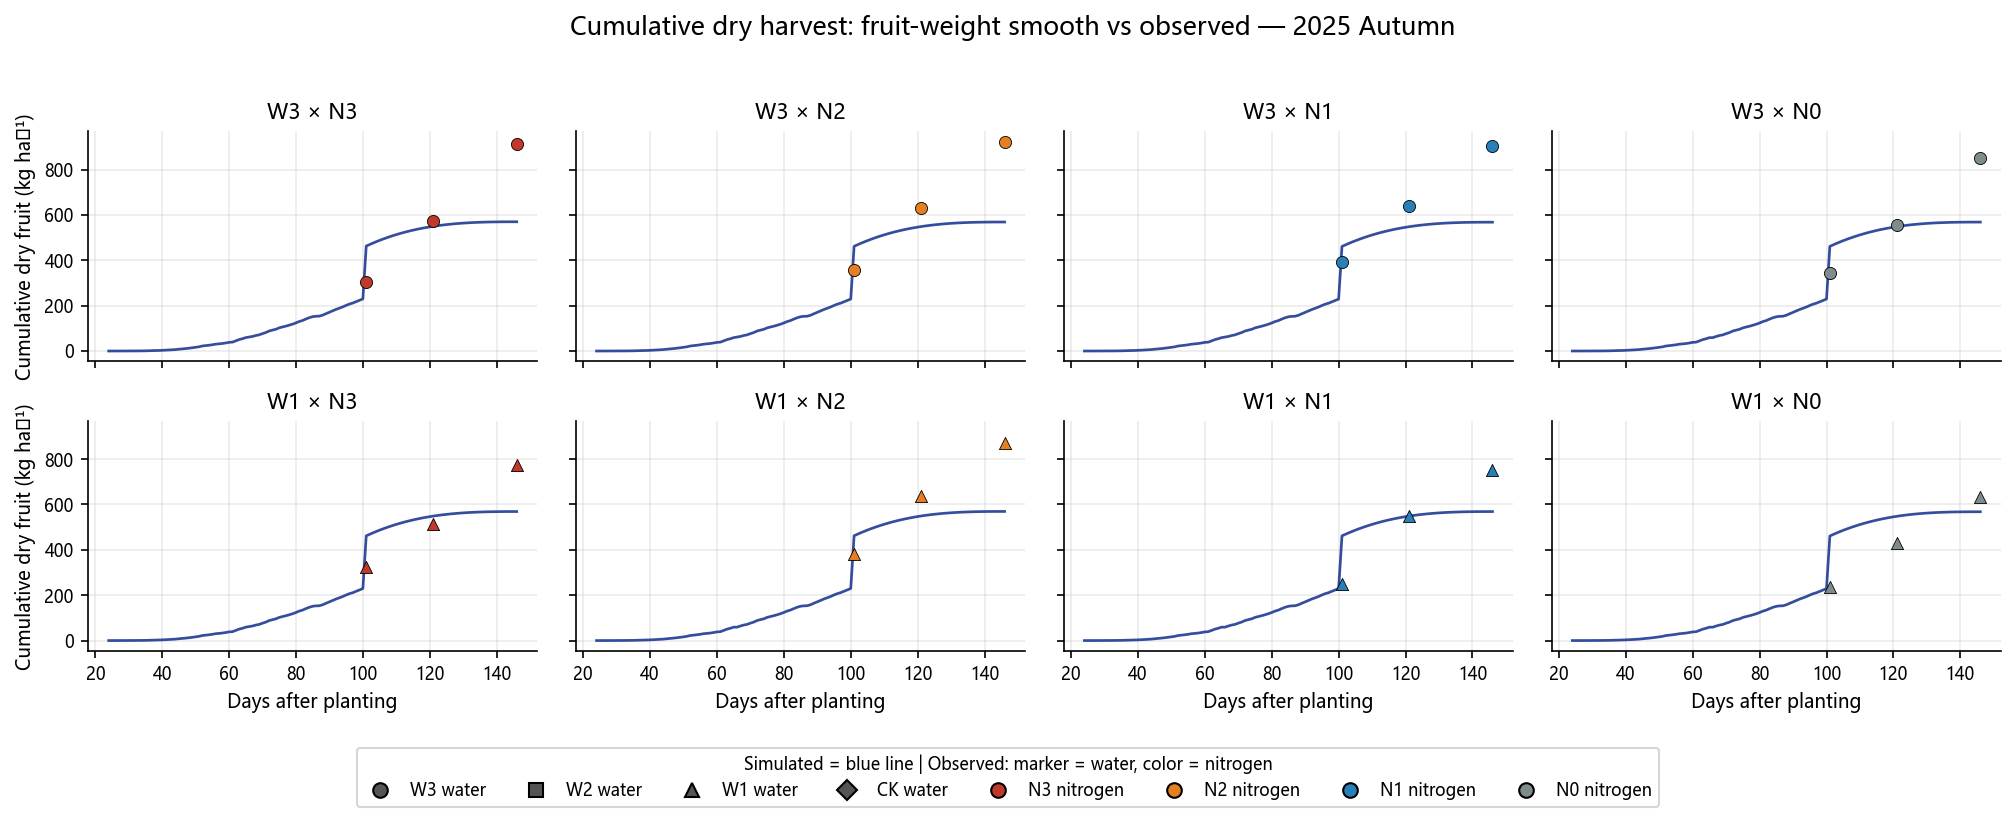 Cumulative dry harvest: fruit-weight smooth vs observed — 2025 Autumn
W3 × N3
W3 × N2
W3 × N1
W3 × N0
Cumulative dry fruit (kg ha□¹)
800
600
400
200
0
W1 × N3
W1 × N2
W1 × N1
W1 × N0
Cumulative dry fruit (kg ha□¹)
800
600
400
200
0
20 40 60 80 100 120 140
20 40 60 80 100 120 140
20 40 60 80 100 120 140
20 40 60 80 100 120 140
Days after planting
Days after planting
Days after planting
Days after planting
Simulated = blue line | Observed: marker = water, color = nitrogen
W3 water W2 water W1 water CK water N3 nitrogen N2 nitrogen N1 nitrogen N0 nitrogen